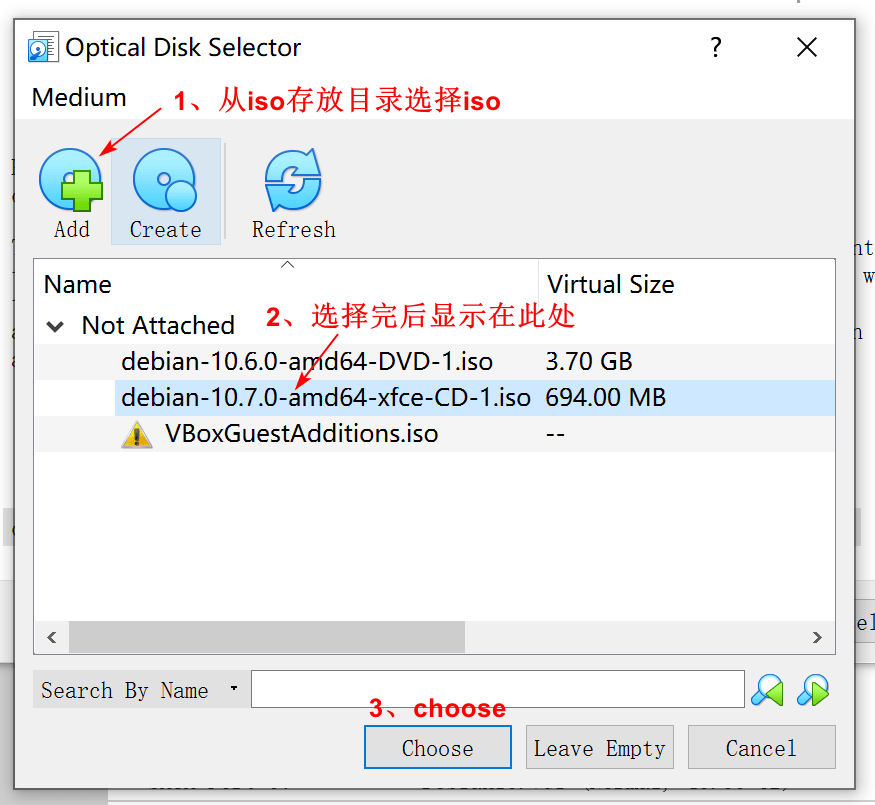 Optical Disk Selector
?
Medium
1、从iso存放目录选择iso
Add
Create
Refresh
Name
Virtual Size
Not Attached
2、选择完后显示在此处
debian-10.6.0-amd64-DVD-1.iso 3.70 GB
debian-10.7.0-amd64-xfce-CD-1.iso 694.00 MB
VBoxGuestAdditions.iso --
Search By Name
3、choose
Choose
Leave Empty
Cancel